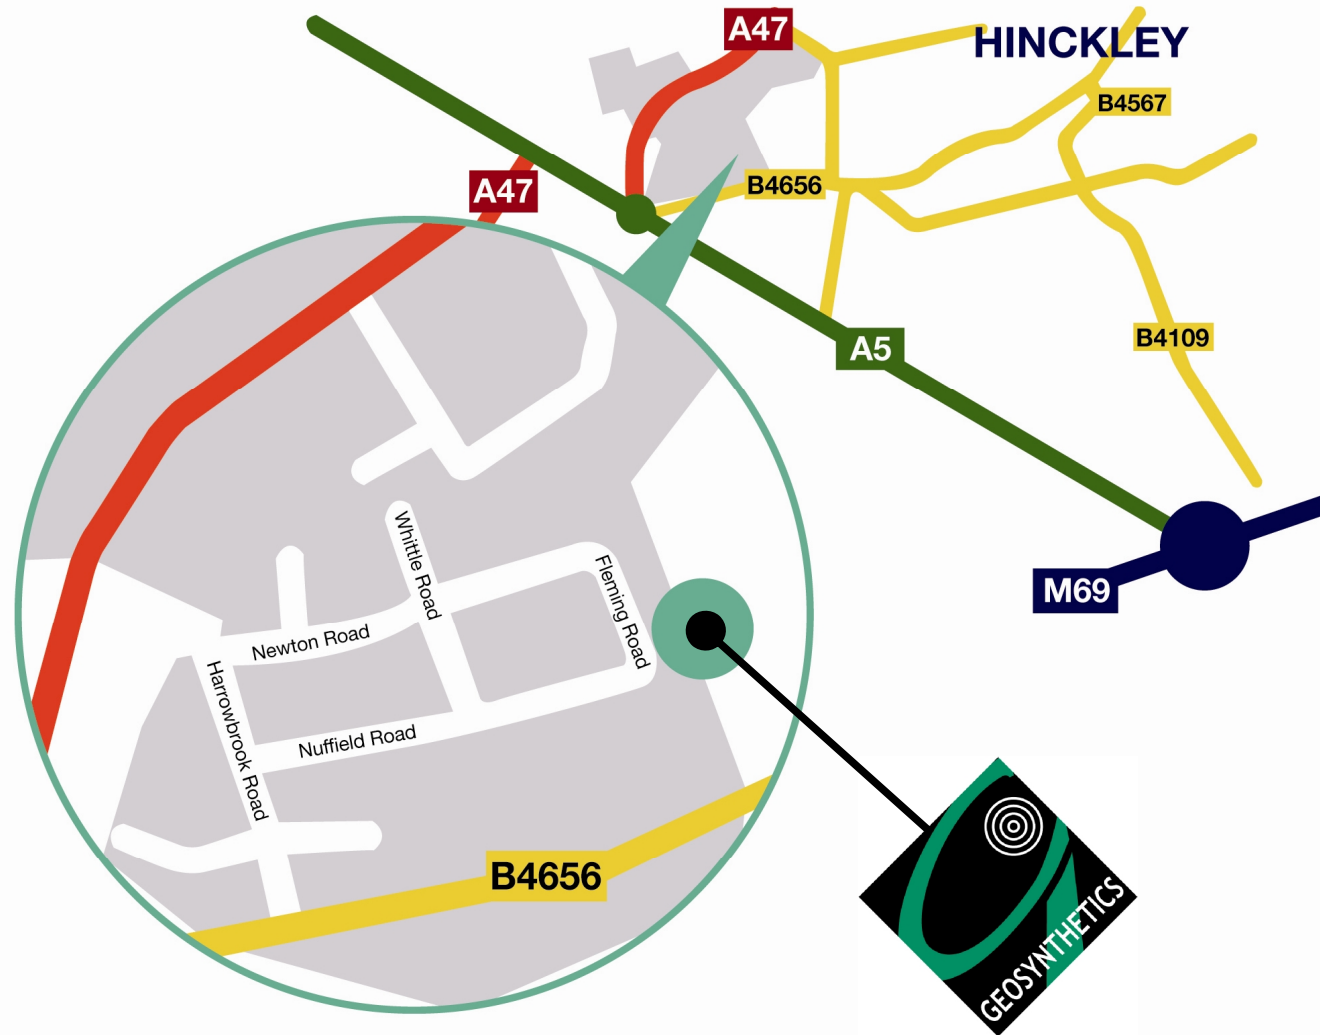 A47
HINCKLEY
B4567
A47
B4656
B4109
A5
M69
Whittle Road
Fleming Road
Newton Road
Harrowbrook Road
Nuffield Road
B4656
GEOSYNTHETICS